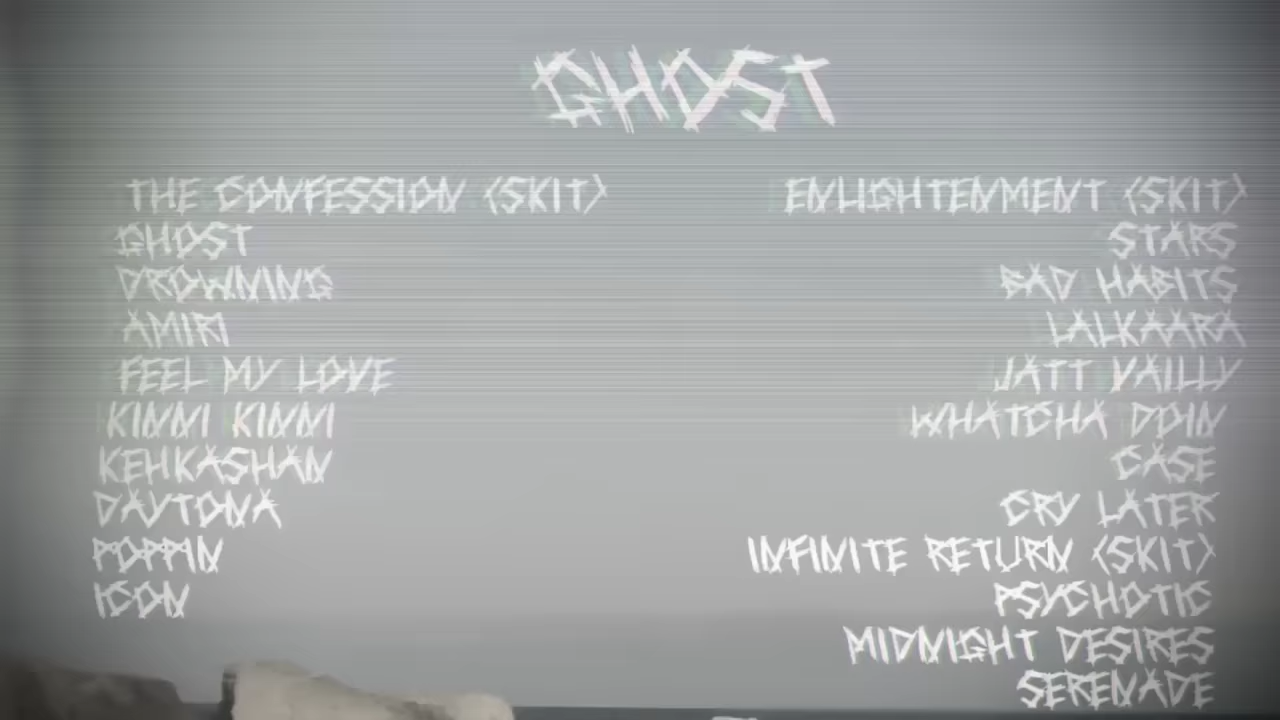 GHOST
THE CONFESSION (SKIT)
GHOST
DROWNING
AMIRI
FEEL MY LOVE
KINNI KINNI
KEHKASHAN
DAYTONA
POPPIN
ICON
ENLIGHTENMENT (SKIT)
STARS
BAD HABITS
LALKAARA
JATT VAILLY
WHATCHA DOIN
CASE
CRY LATER
INFINITE RETURN (SKIT)
PSYCHOTIC
MIDNIGHT DESIRES
SERENADE